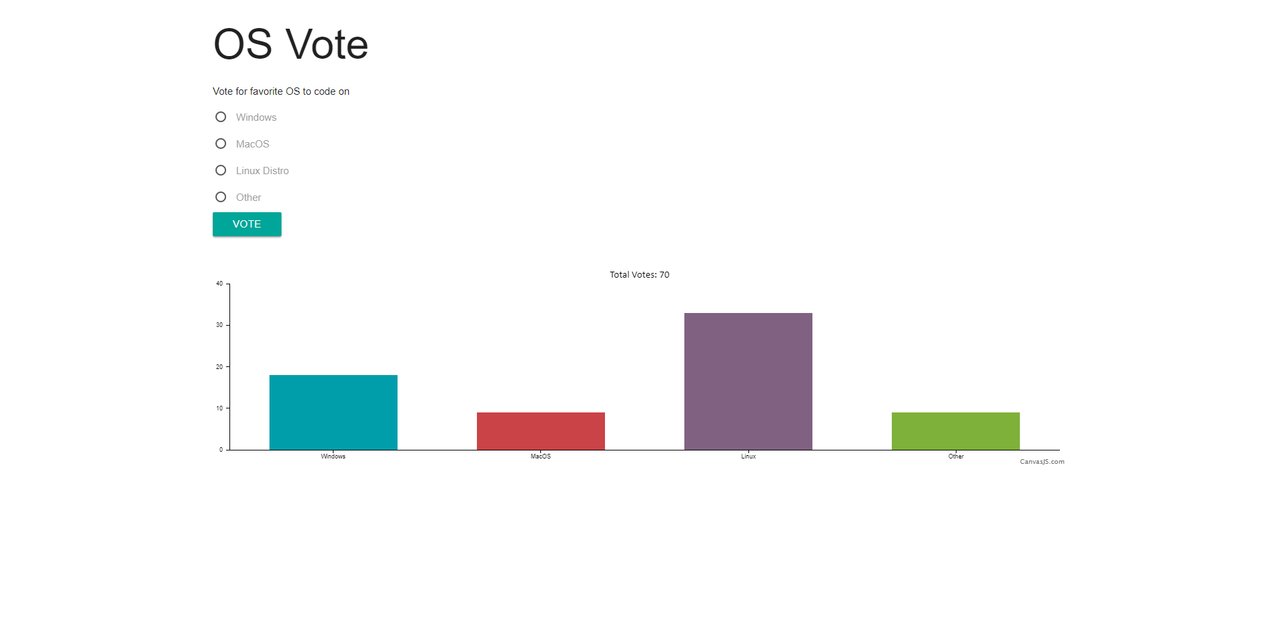 OS Vote
Vote for favorite OS to code on
Windows
MacOS
Linux Distro
Other
VOTE
Total Votes: 70
40
30
20
10
0
Windows MacOS Linux Other
CanvasJS.com